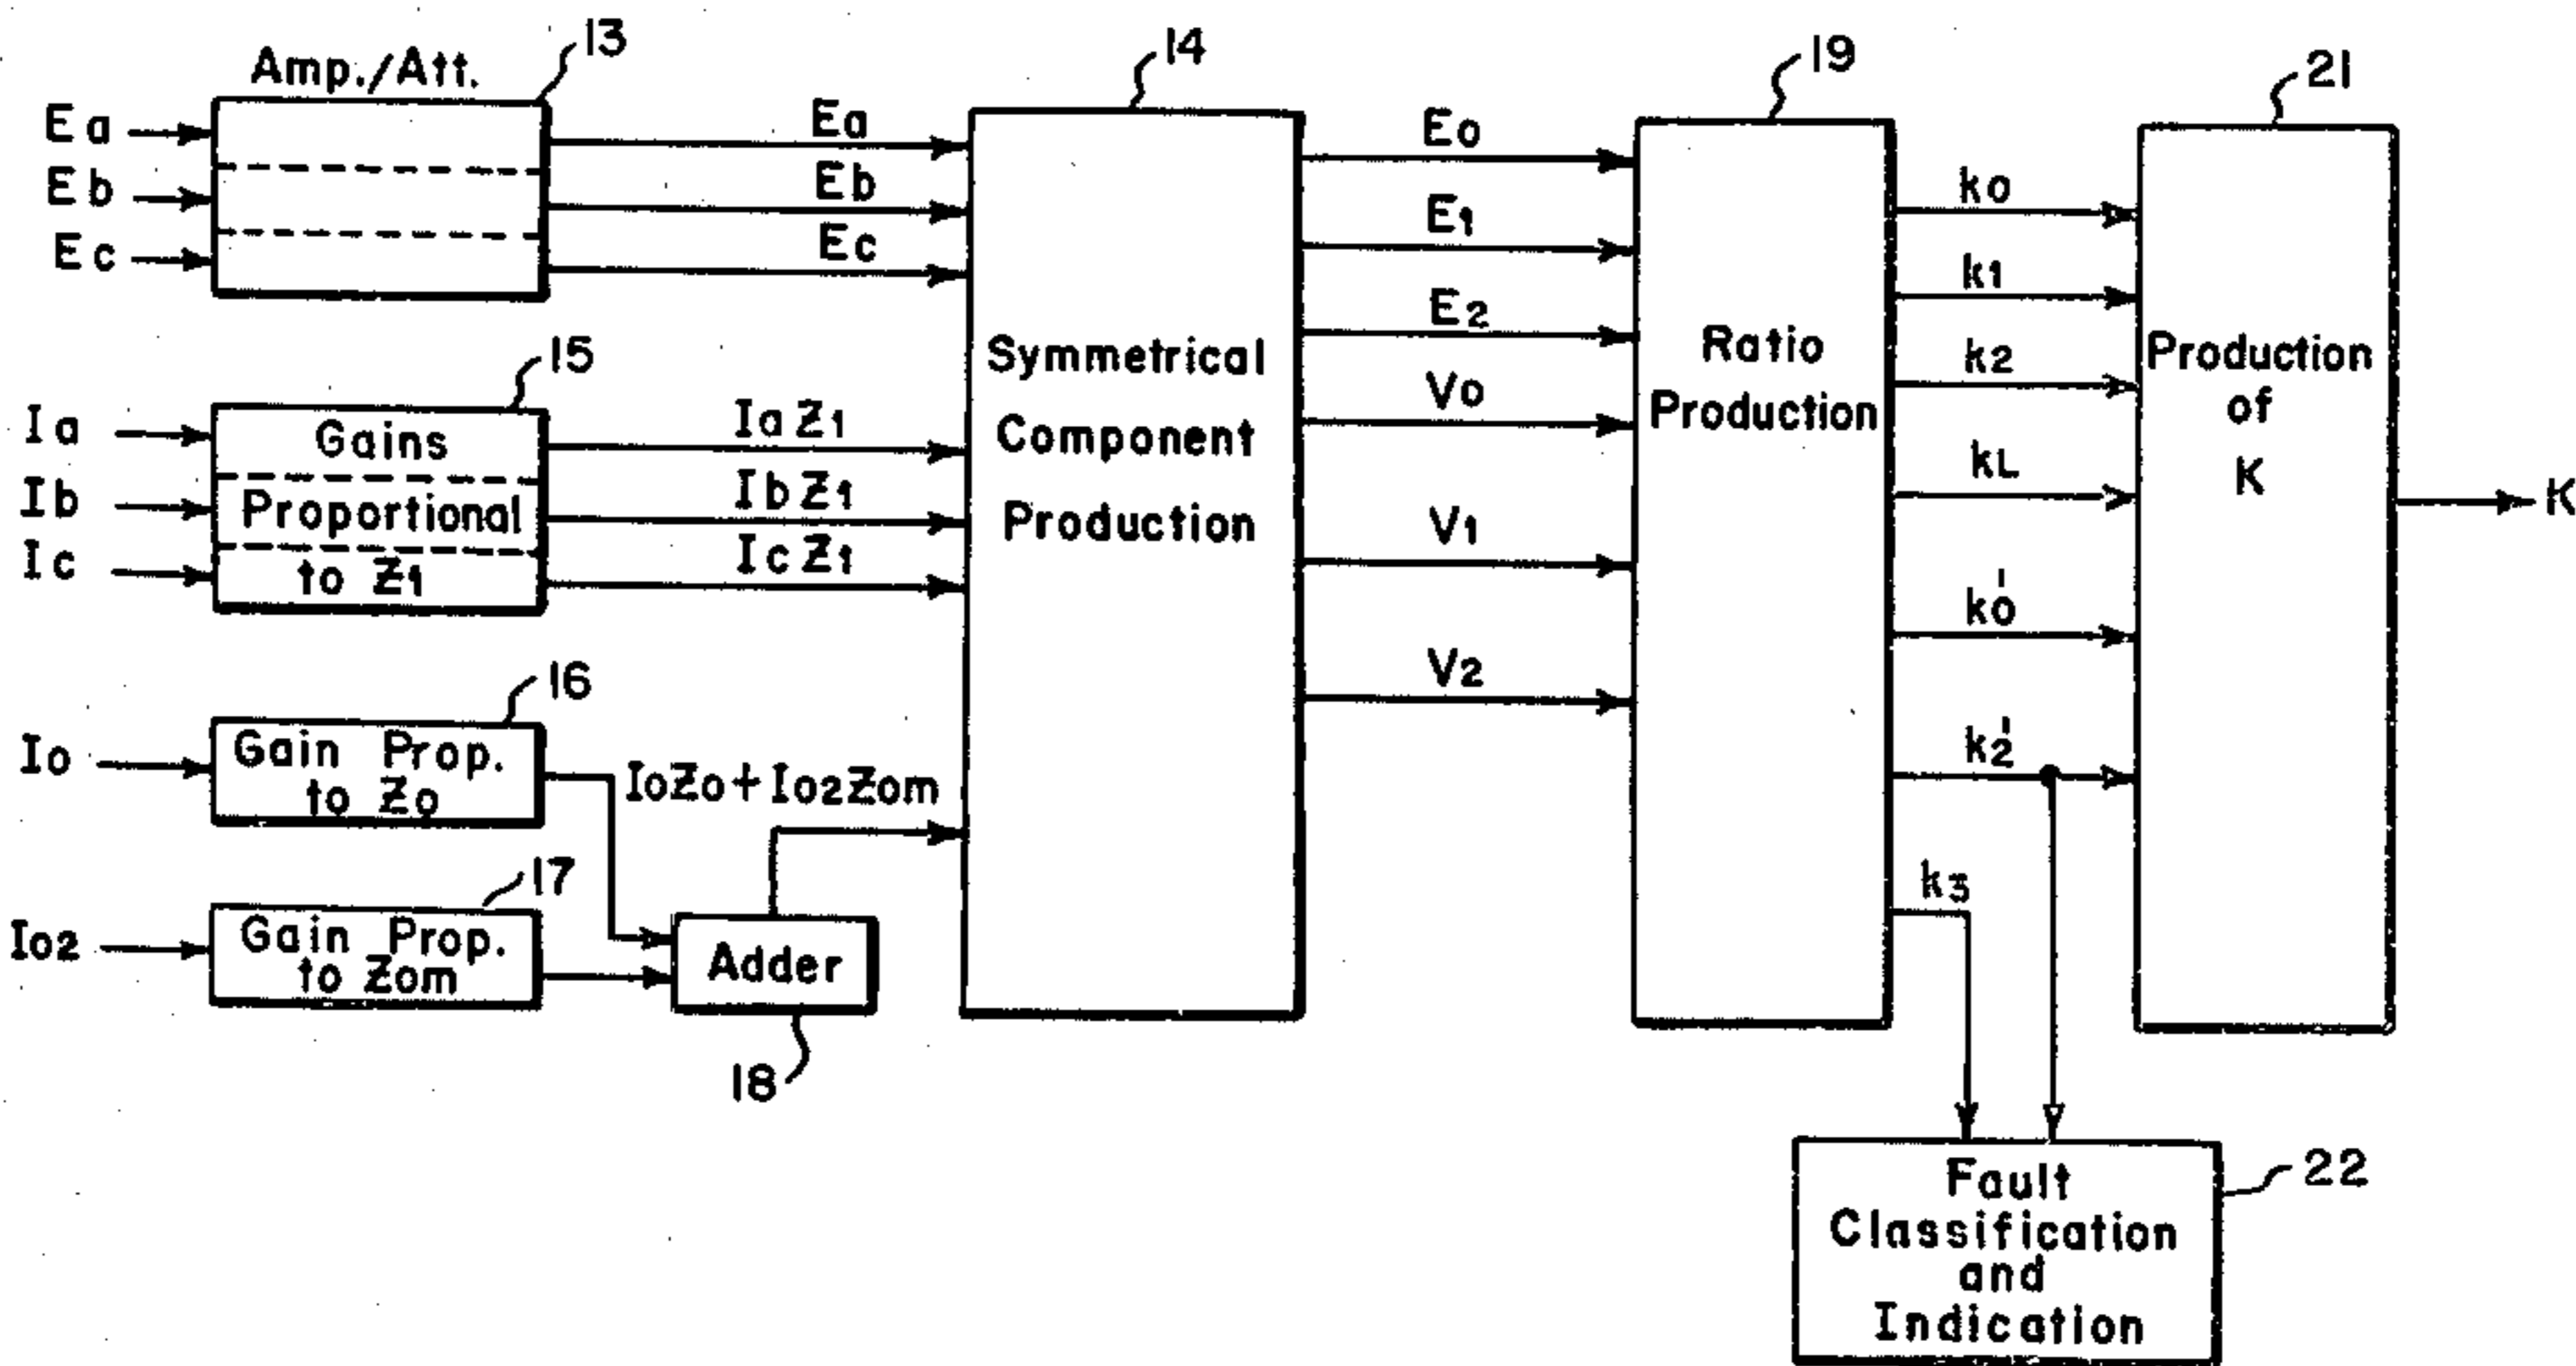 Amp./Att.
13
Ea
Eb
Ec
Ea
Eb
Ec
15
Ia
Ib
Ic
Gains
Proportional
to Z1
IaZ1
IbZ1
IcZ1
16
Io
Gain Prop.
to Zo
17
Io2
Gain Prop.
to Zom
IoZo+Io2Zom
Adder
18
14
Symmetrical
Component
Production
Eo
E1
E2
Vo
V1
V2
19
Ratio
Production
ko
k1
k2
kL
ko'
k2'
k3
21
Production
of
K
K
22
Fault
Classification
and
Indication